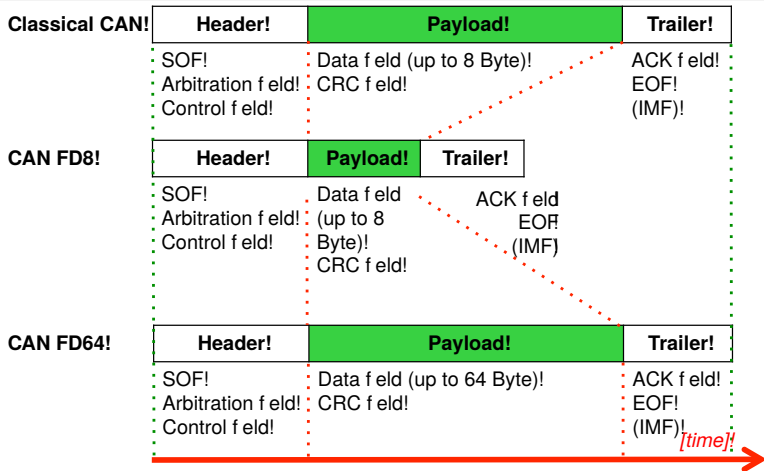 Classical CAN! Header! Payload! Trailer!
SOF! Data f eld (up to 8 Byte)! ACK f eld!
Arbitration f eld! CRC f eld! EOF!
Control f eld! (IMF)!
CAN FD8! Header! Payload! Trailer!
SOF! Data f eld ACK f eld
Arbitration f eld! (up to 8 EOF!
Control f eld! Byte)! (IMF)
CRC f eld!
CAN FD64! Header! Payload! Trailer!
SOF! Data f eld (up to 64 Byte)! ACK f eld!
Arbitration f eld! CRC f eld! EOF!
Control f eld! (IMF)!
[time]!